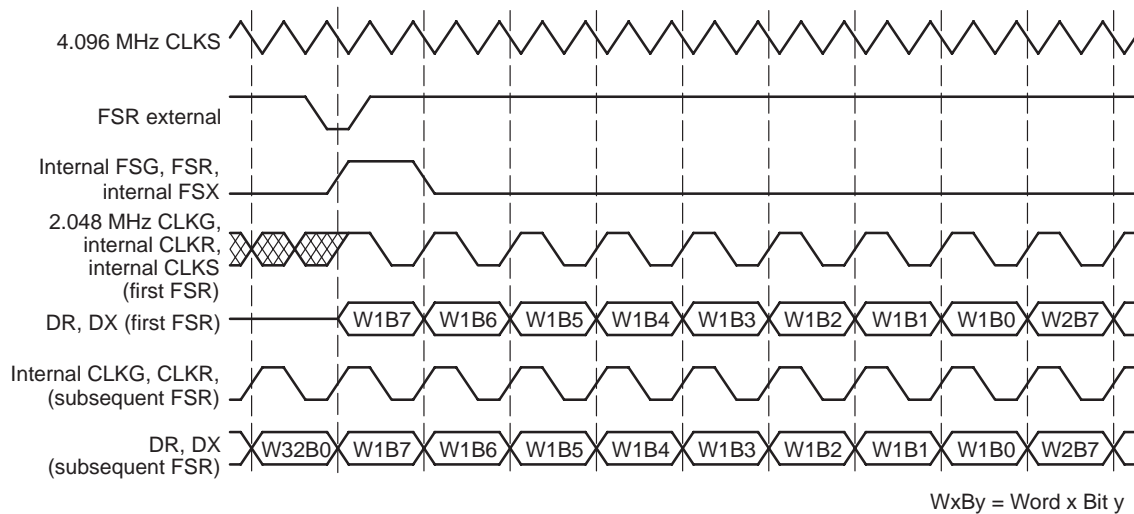 4.096 MHz CLKS
FSR external
Internal FSG, FSR,
internal FSX
2.048 MHz CLKG,
internal CLKR,
internal CLKS
(first FSR)
DR, DX (first FSR)
W1B7 W1B6 W1B5 W1B4 W1B3 W1B2 W1B1 W1B0 W2B7
Internal CLKG, CLKR,
(subsequent FSR)
DR, DX
(subsequent FSR)
W32B0 W1B7 W1B6 W1B5 W1B4 W1B3 W1B2 W1B1 W1B0 W2B7
WxBy = Word x Bit y